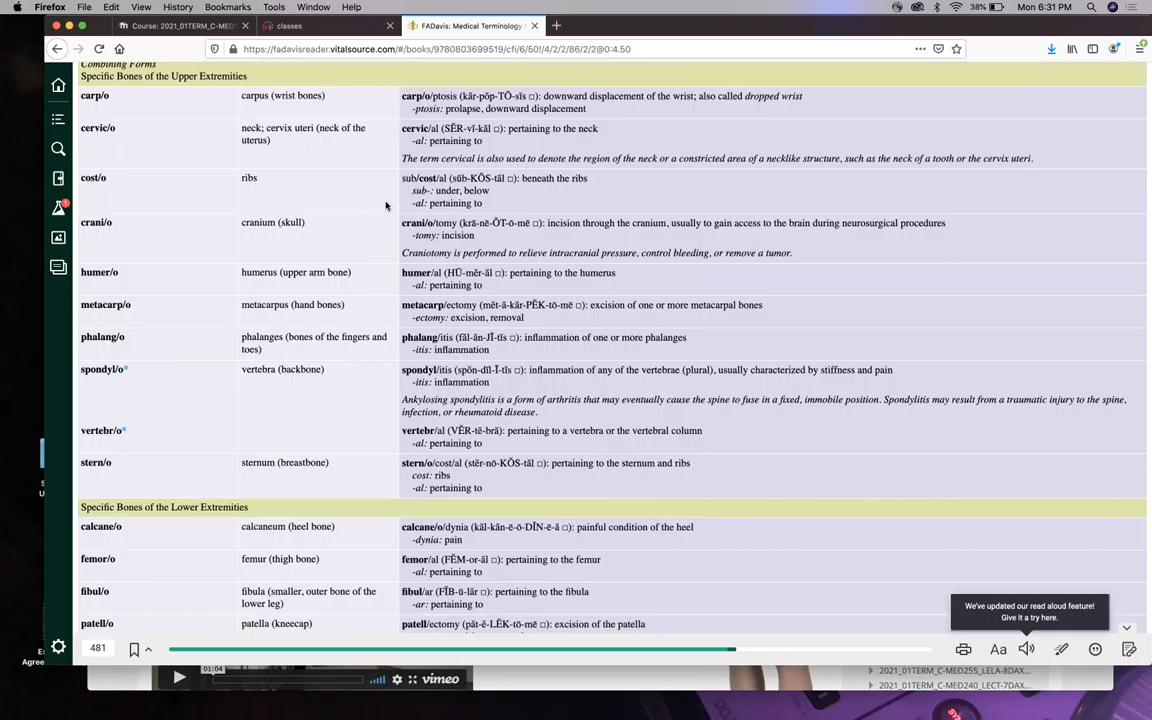 Firefox File Edit View History Bookmarks Tools Window Help 38% Mon 6:31 PM
Course: 2021_01TERM_C-MED classes FADavis: Medical Terminology
https://fadavisreader.vitalsource.com/#/books/9780803699519/cfi/6/60!/4/2/2/86/2/2@0:4.50
Combining Forms
Specific Bones of the Upper Extremities
carp/o carpus (wrist bones) carp/o/ptosis (kăr-pŏp-TŌ-sĭs □): downward displacement of the wrist; also called dropped wrist
-ptosis: prolapse, downward displacement
cervic/o neck; cervix uteri (neck of the cervic/al (SĔR-vĭ-kăl □): pertaining to the neck
uterus) -al: pertaining to
The term cervical is also used to denote the region of the neck or a constricted area of a necklike structure, such as the neck of a tooth or the cervix uteri.
cost/o ribs sub/cost/al (sŭb-KŎS-tăl □): beneath the ribs
sub-: under, below
-al: pertaining to
crani/o cranium (skull) crani/o/tomy (krā-nē-ŎT-ō-mē □): incision through the cranium, usually to gain access to the brain during neurosurgical procedures
-tomy: incision
Craniotomy is performed to relieve intracranial pressure, control bleeding, or remove a tumor.
humer/o humerus (upper arm bone) humer/al (HŪ-mĕr-ăl □): pertaining to the humerus
-al: pertaining to
metacarp/o metacarpus (hand bones) metacarp/ectomy (mĕt-ă-kăr-PĔK-tō-mē □): excision of one or more metacarpal bones
-ectomy: excision, removal
phalang/o phalanges (bones of the fingers and phalang/itis (făl-ăn-JĪ-tĭs □): inflammation of one or more phalanges
toes) -itis: inflammation
spondyl/o* vertebra (backbone) spondyl/itis (spŏn-dĭl-Ī-tĭs □): inflammation of any of the vertebrae (plural), usually characterized by stiffness and pain
-itis: inflammation
Ankylosing spondylitis is a form of arthritis that may eventually cause the spine to fuse in a fixed, immobile position. Spondylitis may result from a traumatic injury to the spine,
infection, or rheumatoid disease.
vertebr/o* vertebr/al (VĔR-tĕ-bră): pertaining to a vertebra or the vertebral column
-al: pertaining to
stern/o sternum (breastbone) stern/o/cost/al (stĕr-nō-KŎS-tăl □): pertaining to the sternum and ribs
cost: ribs
-al: pertaining to
Specific Bones of the Lower Extremities
calcane/o calcaneum (heel bone) calcane/o/dynia (kăl-kăn-ē-ō-DĬN-ē-ă □): painful condition of the heel
-dynia: pain
femor/o femur (thigh bone) femor/al (FĔM-or-ăl □): pertaining to the femur
-al: pertaining to
fibul/o fibula (smaller, outer bone of the fibul/ar (FĬB-ū-lăr □): pertaining to the fibula
lower leg) -ar: pertaining to
patell/o patella (kneecap) patell/ectomy (păt-ĕ-LĔK-tō-mē □): excision of the patella
We've updated our read aloud feature!
Give it a try here.
481 Aa
01:04
vimeo
2021_01TERM_C-MED255_LELA-8DAX...
2021_01TERM_C-MED240_LECT-7DAX...